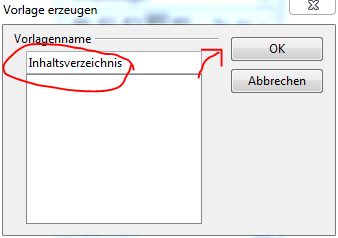 Vorlage erzeugen
Vorlagenname
Inhaltsverzeichnis
OK
Abbrechen